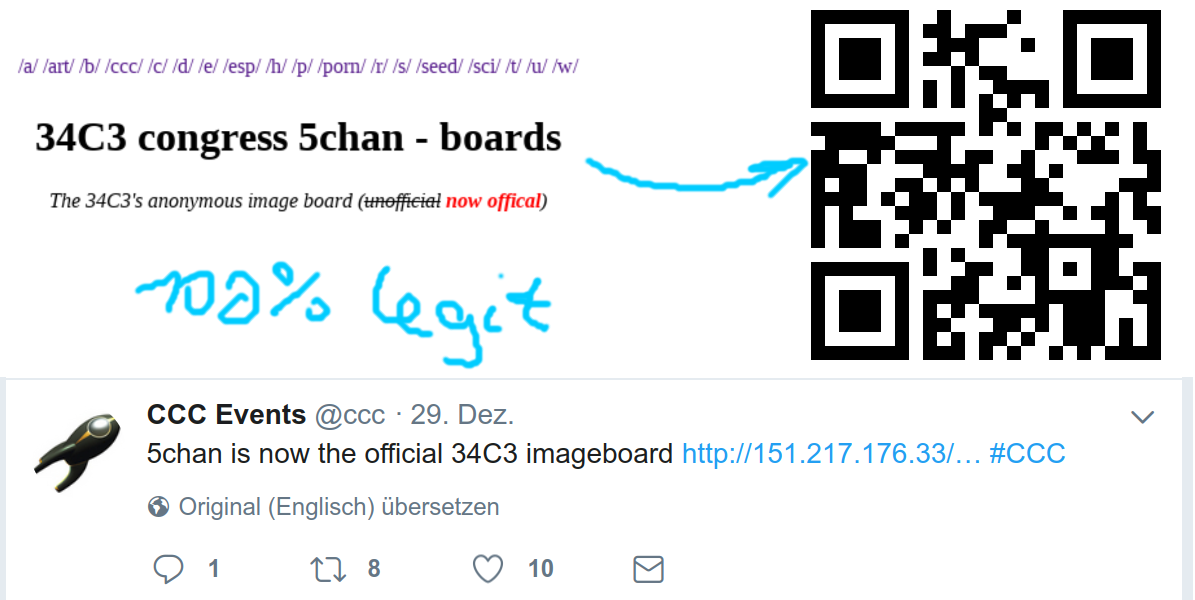 /a/ /art/ /b/ /ccc/ /c/ /d/ /e/ /esp/ /h/ /p/ /porn/ /r/ /s/ /seed/ /sci/ /t/ /u/ /w/
34C3 congress 5chan - boards
The 34C3's anonymous image board (unofficial now offical)
100% legit
CCC Events @ccc · 29. Dez.
5chan is now the official 34C3 imageboard http://151.217.176.33/… #CCC
Original (Englisch) übersetzen
1 8 10